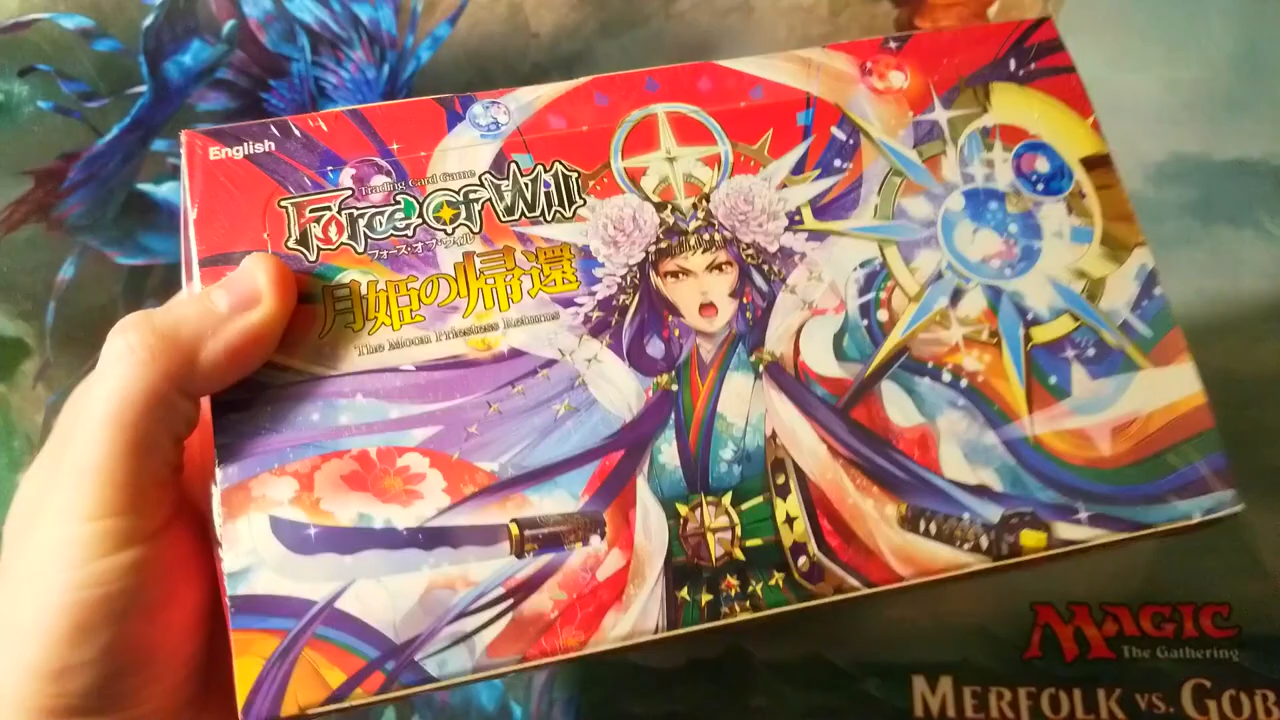 English
Trading Card Game
Force Of Will
フォース・オブ・ウィル
月姫の帰還
The Moon Priestess Returns
MAGIC
The Gathering
MERFOLK VS. GOB